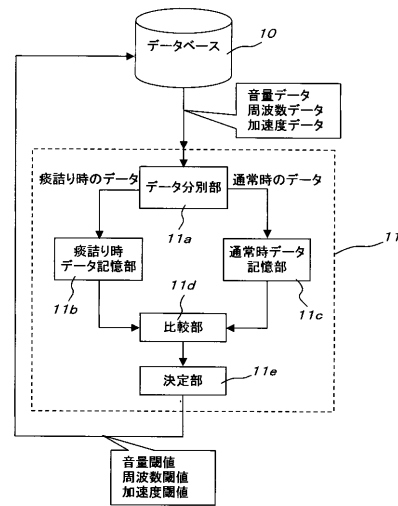 データベース
10
音量データ
周波数データ
加速度データ
痰詰り時のデータ
データ分別部
通常時のデータ
11a
11
痰詰り時
データ記憶部
11b
通常時データ
記憶部
11c
11d
比較部
決定部
11e
音量閾値
周波数閾値
加速度閾値